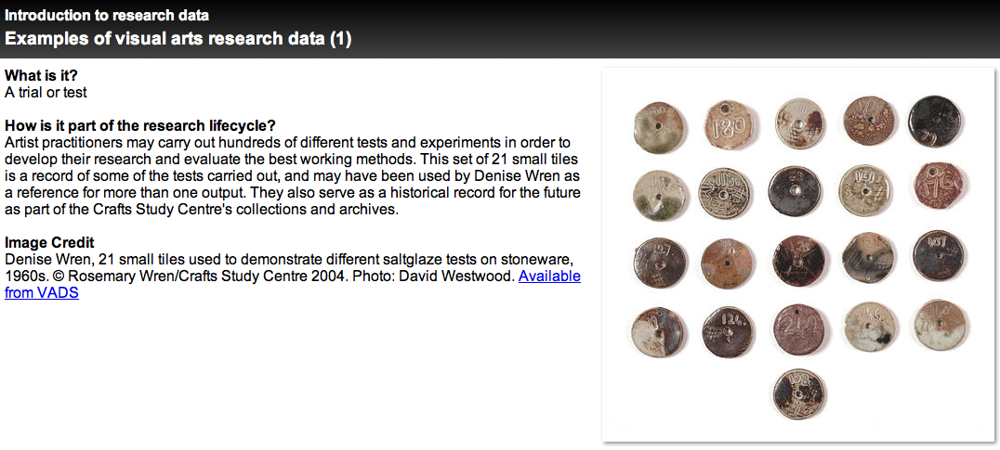 Introduction to research data
Examples of visual arts research data (1)
What is it?
A trial or test
How is it part of the research lifecycle?
Artist practitioners may carry out hundreds of different tests and experiments in order to
develop their research and evaluate the best working methods. This set of 21 small tiles
is a record of some of the tests carried out, and may have been used by Denise Wren as
a reference for more than one output. They also serve as a historical record for the future
as part of the Crafts Study Centre's collections and archives.
Image Credit
Denise Wren, 21 small tiles used to demonstrate different saltglaze tests on stoneware,
1960s. © Rosemary Wren/Crafts Study Centre 2004. Photo: David Westwood. Available
from VADS
180
126.